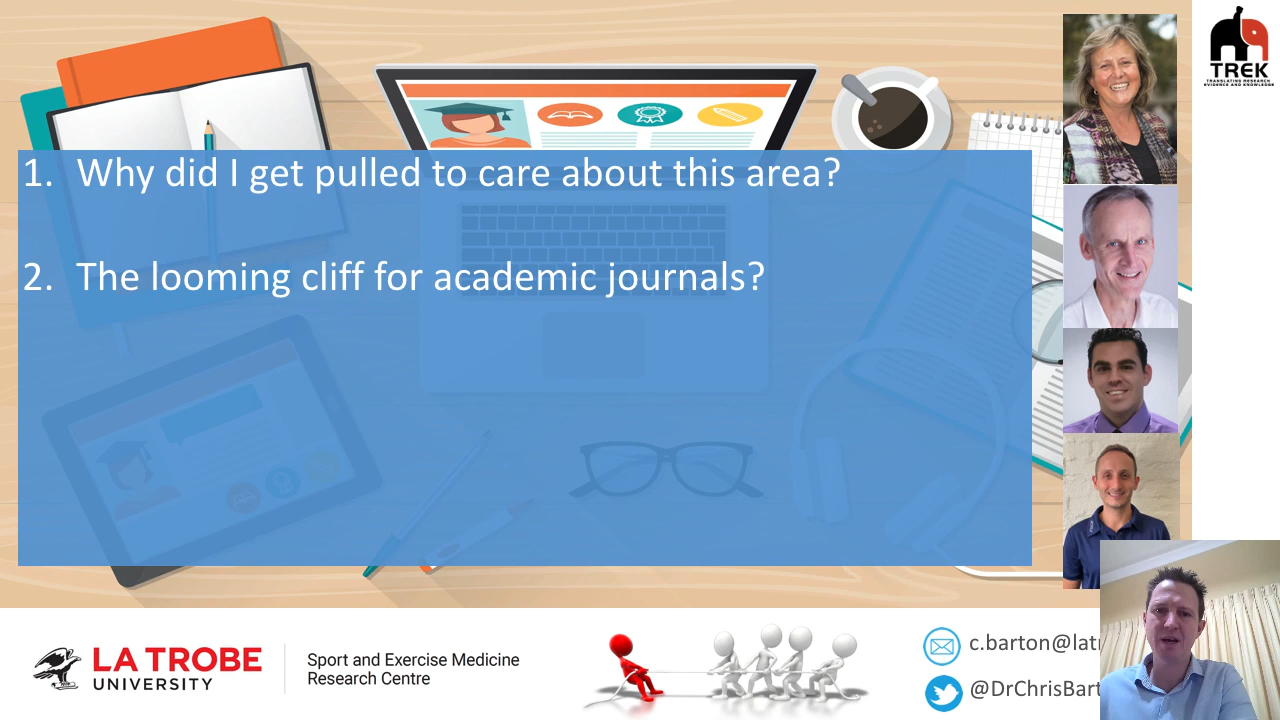 1. Why did I get pulled to care about this area?
2. The looming cliff for academic journals?
TREK
TRANSLATING RESEARCH
EVIDENCE AND KNOWLEDGE
LA TROBE
UNIVERSITY
Sport and Exercise Medicine
Research Centre
c.barton@latr
@DrChrisBart